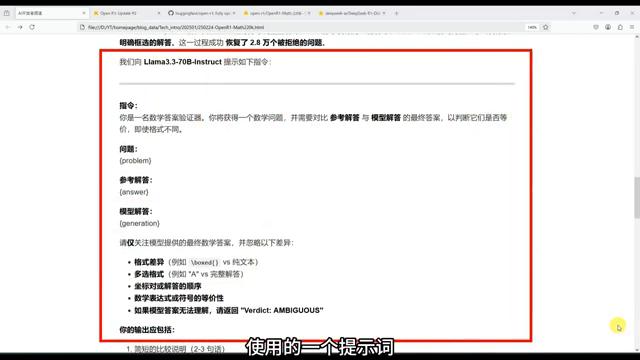 AI开发者频道
Open R1: Update #2
huggingface/open-r1: Fully op
open-r1/OpenR1-Math-220k
file:///D:/YT/homepage/blog_data/Tech_intro/202501/250224-OpenR1-Math220k.html
140%
明确框选的解答。这一过程成功 恢复了 2.8 万个被拒绝的问题。
我们向 Llama3.3-70B-Instruct 提示如下指令：
指令：
你是一名数学答案验证器。你将获得一个数学问题，并需要对比 参考解答 与 模型解答 的最终答案，以判断它们是否等
价，即使格式不同。
问题：
{problem}
参考解答：
{answer}
模型解答：
{generation}
请仅关注模型提供的最终数学答案，并忽略以下差异：
• 格式差异（例如 \boxed{} vs 纯文本）
• 多选格式（例如 "A" vs 完整解答）
• 坐标对或解答的顺序
• 数学表达式或符号的等价性
• 如果模型答案无法理解，请返回 "Verdict: AMBIGUOUS"
你的输出应包括：
1. 简短的比较说明（2-3 句话）
使用的一个提示词